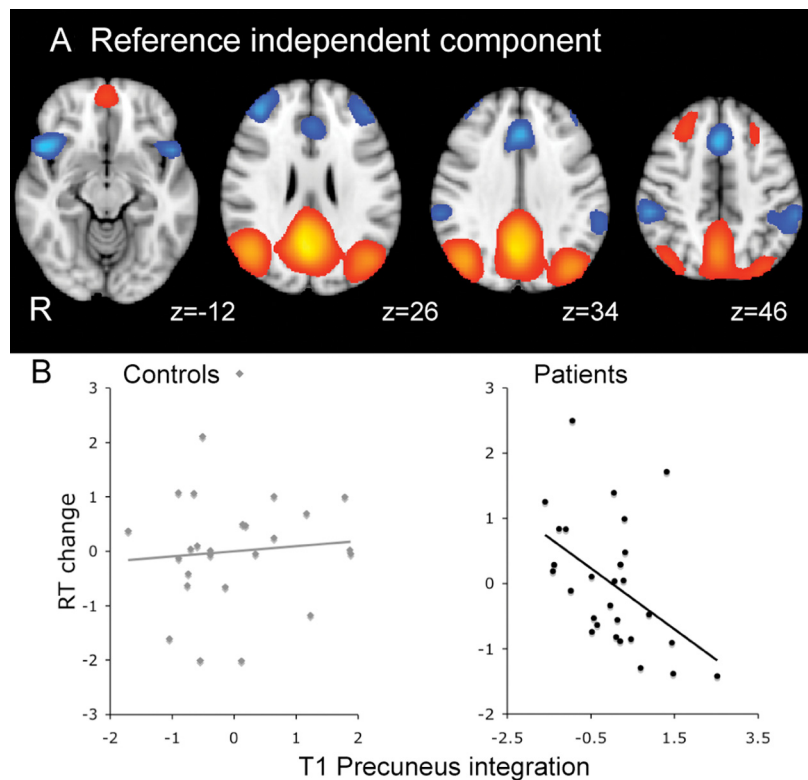 A Reference independent component
R z=-12 z=26 z=34 z=46
B Controls Patients
3 3
2
2
1
1
0
0
-1
-1
-2
-3 -2
-2 -1 0 1 2 -2.5 -0.5 1.5 3.5
RT change
T1 Precuneus integration